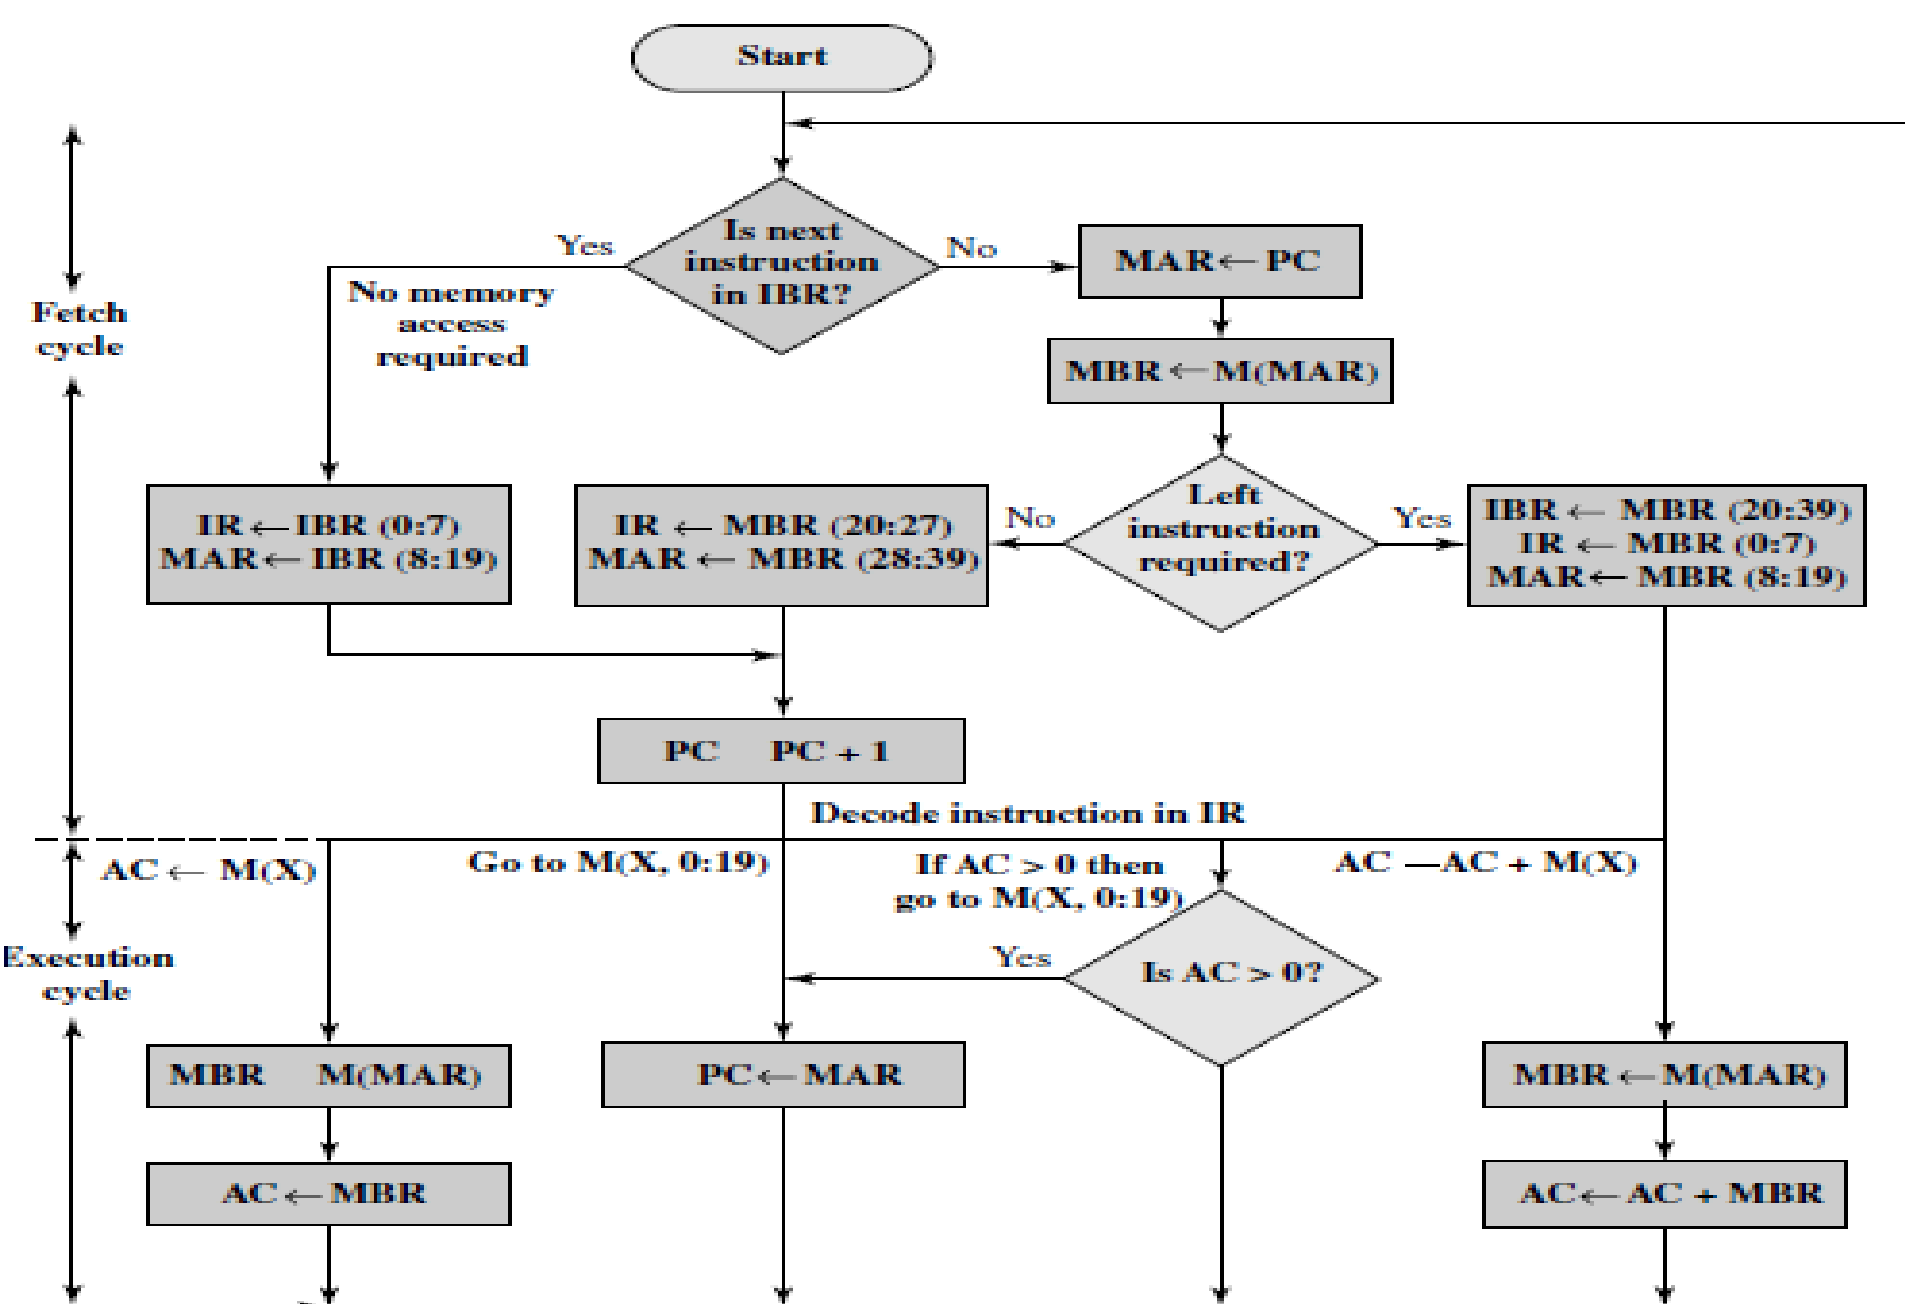 Start
Is next
instruction
in IBR?
Yes
No
No memory
access
required
MAR ← PC
MBR ← M(MAR)
Fetch
cycle
Left
instruction
required?
No
Yes
IR ← IBR (0:7)
MAR ← IBR (8:19)
IR ← MBR (20:27)
MAR ← MBR (28:39)
IBR ← MBR (20:39)
IR ← MBR (0:7)
MAR ← MBR (8:19)
PC PC + 1
Decode instruction in IR
AC ← M(X)
Go to M(X, 0:19)
If AC > 0 then
go to M(X, 0:19)
AC —AC + M(X)
Execution
cycle
Yes
Is AC > 0?
MBR M(MAR)
PC ← MAR
MBR ← M(MAR)
AC ← MBR
AC ← AC + MBR